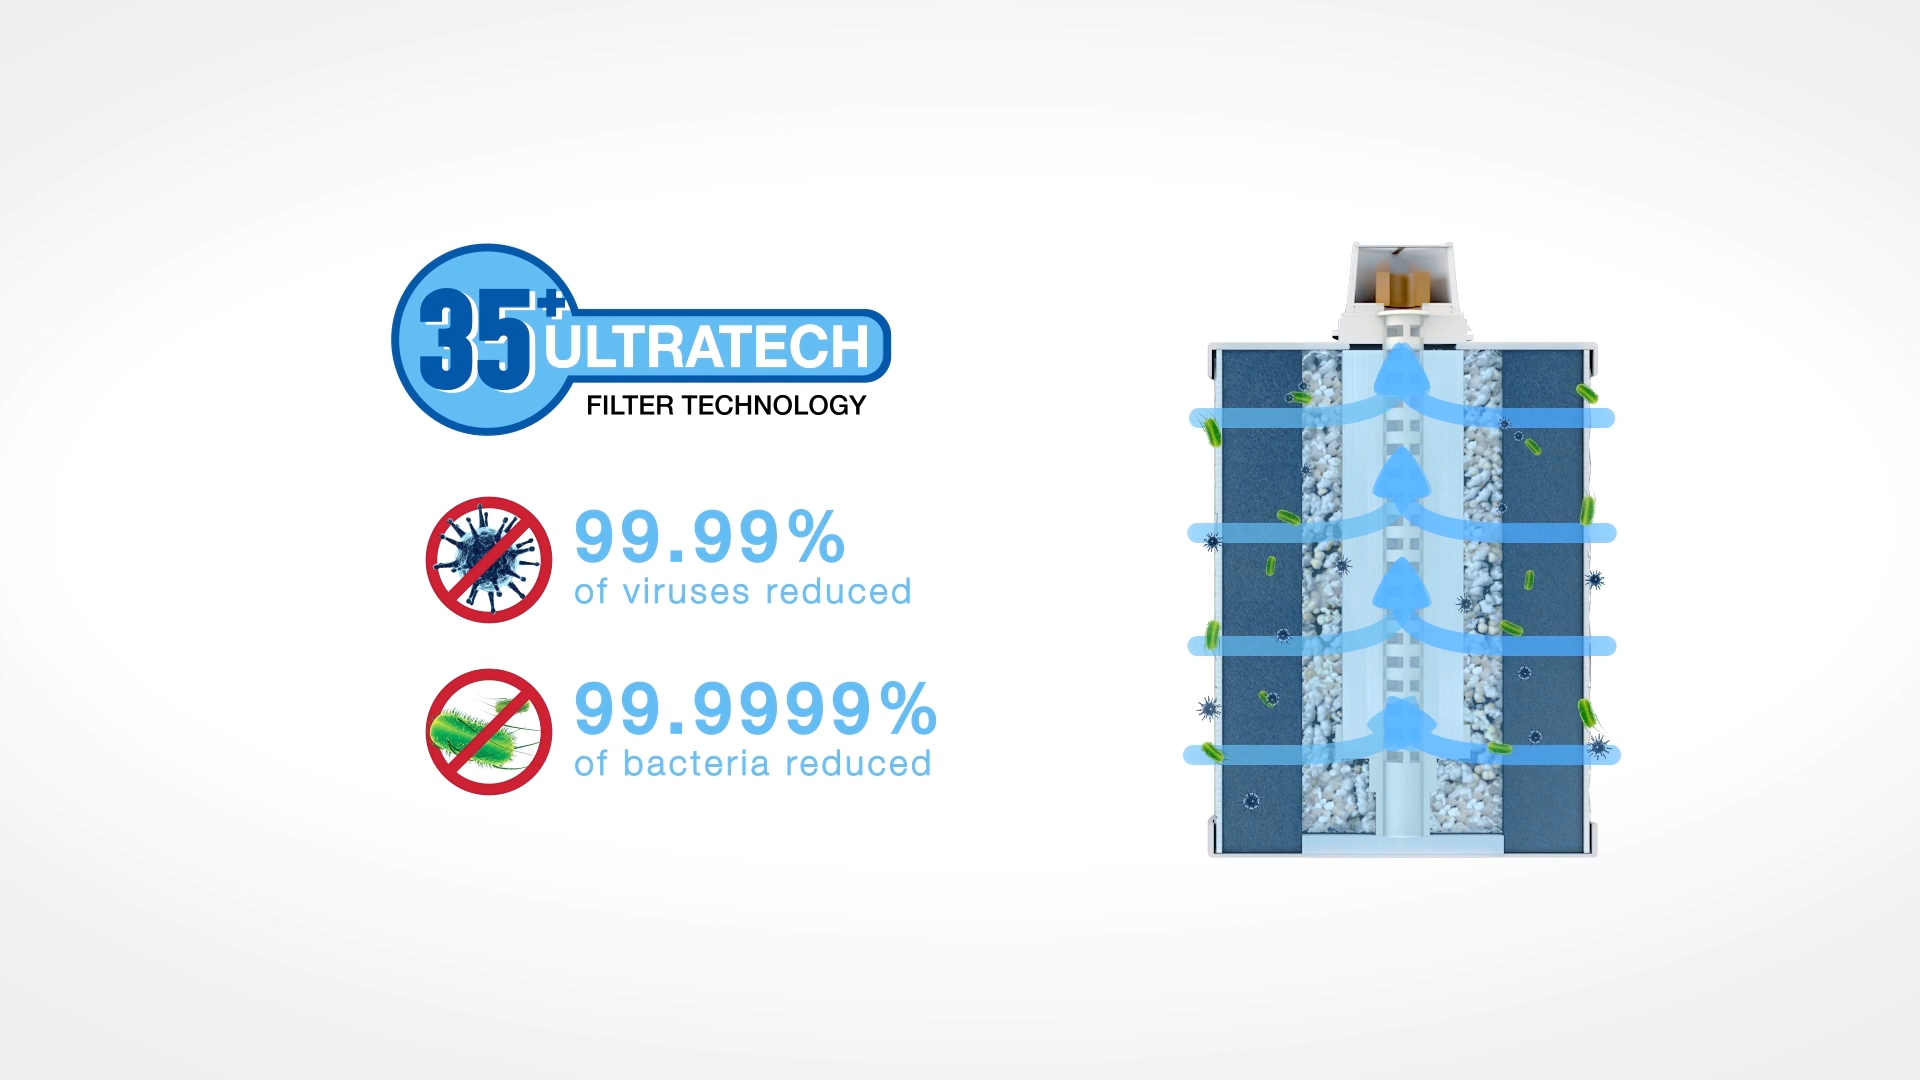 35+ ULTRATECH
FILTER TECHNOLOGY
99.99%
of viruses reduced
99.9999%
of bacteria reduced